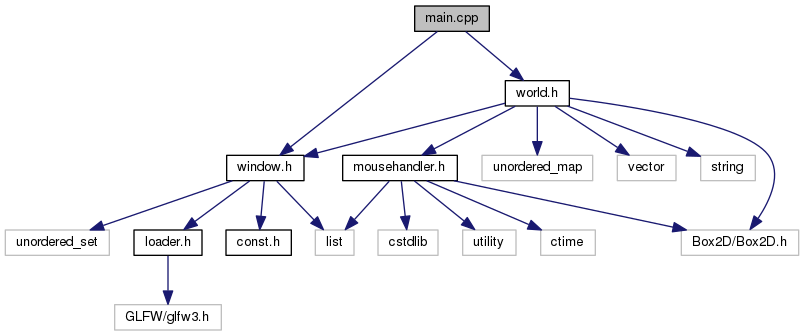 main.cpp
world.h
window.h
mousehandler.h
unordered_map
vector
string
unordered_set
loader.h
const.h
list
cstdlib
utility
ctime
Box2D/Box2D.h
GLFW/glfw3.h